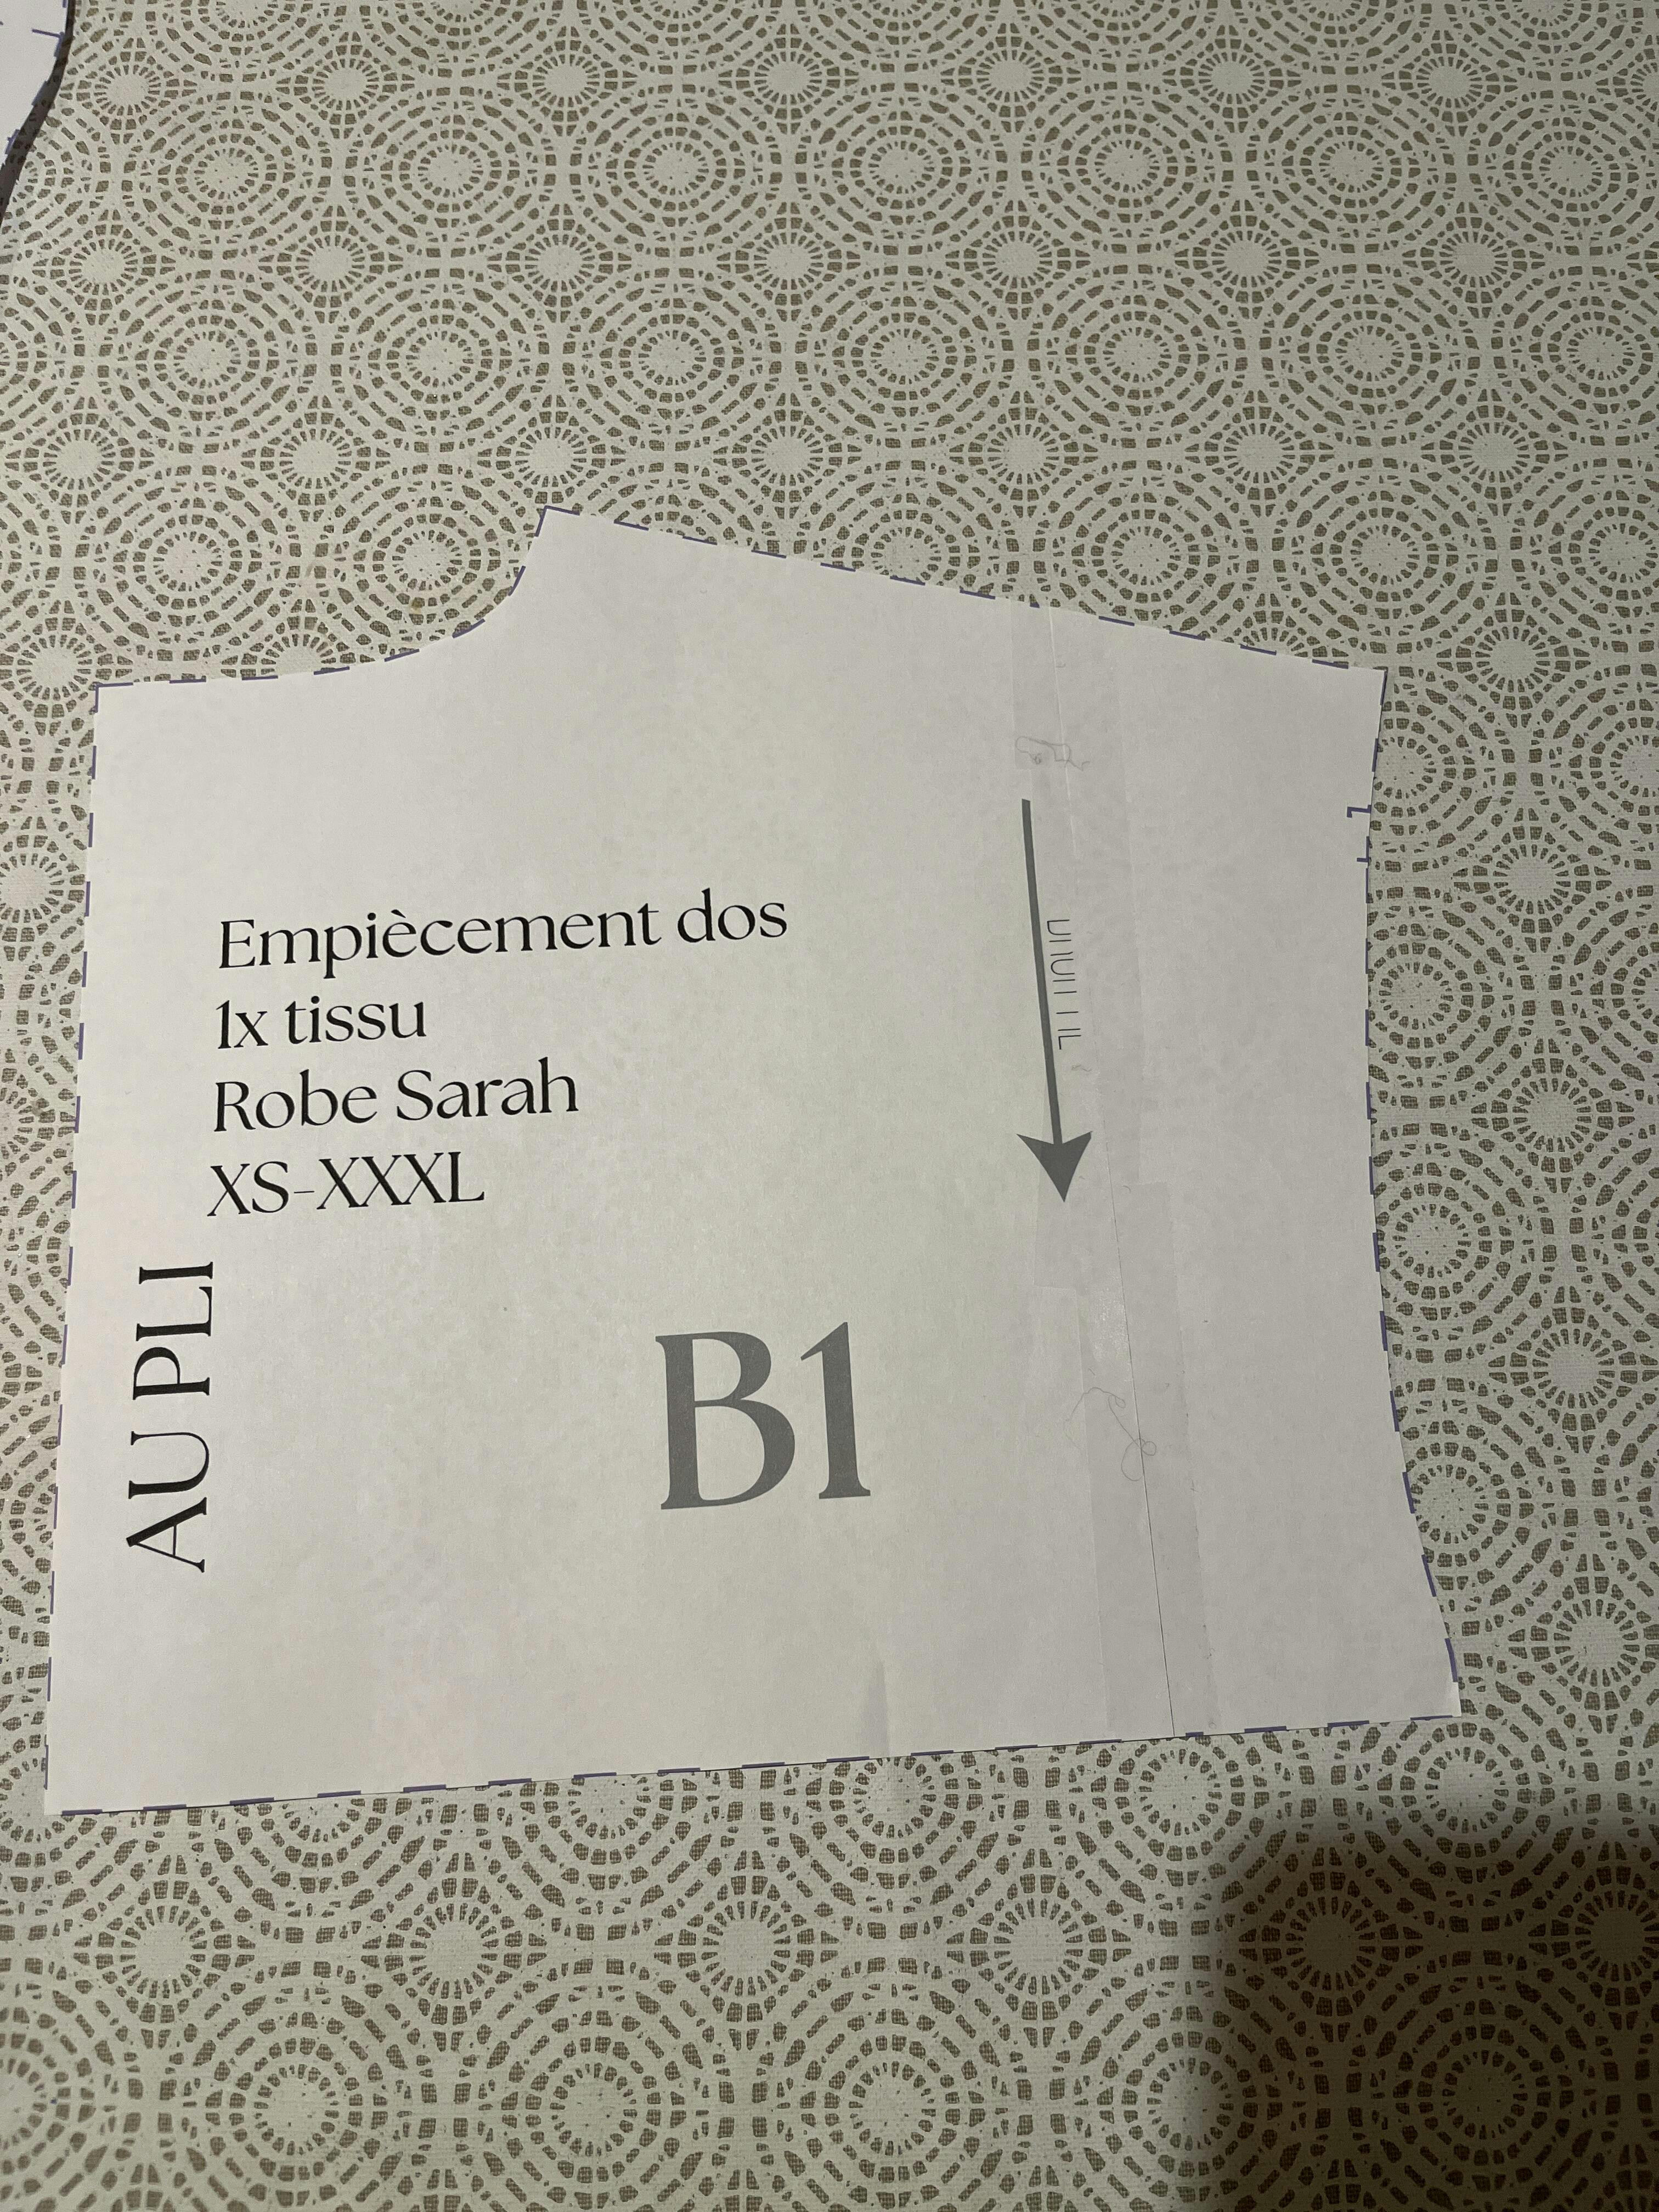 Empiècement dos
1x tissu
Robe Sarah
XS-XXXL
AU PLI
B1